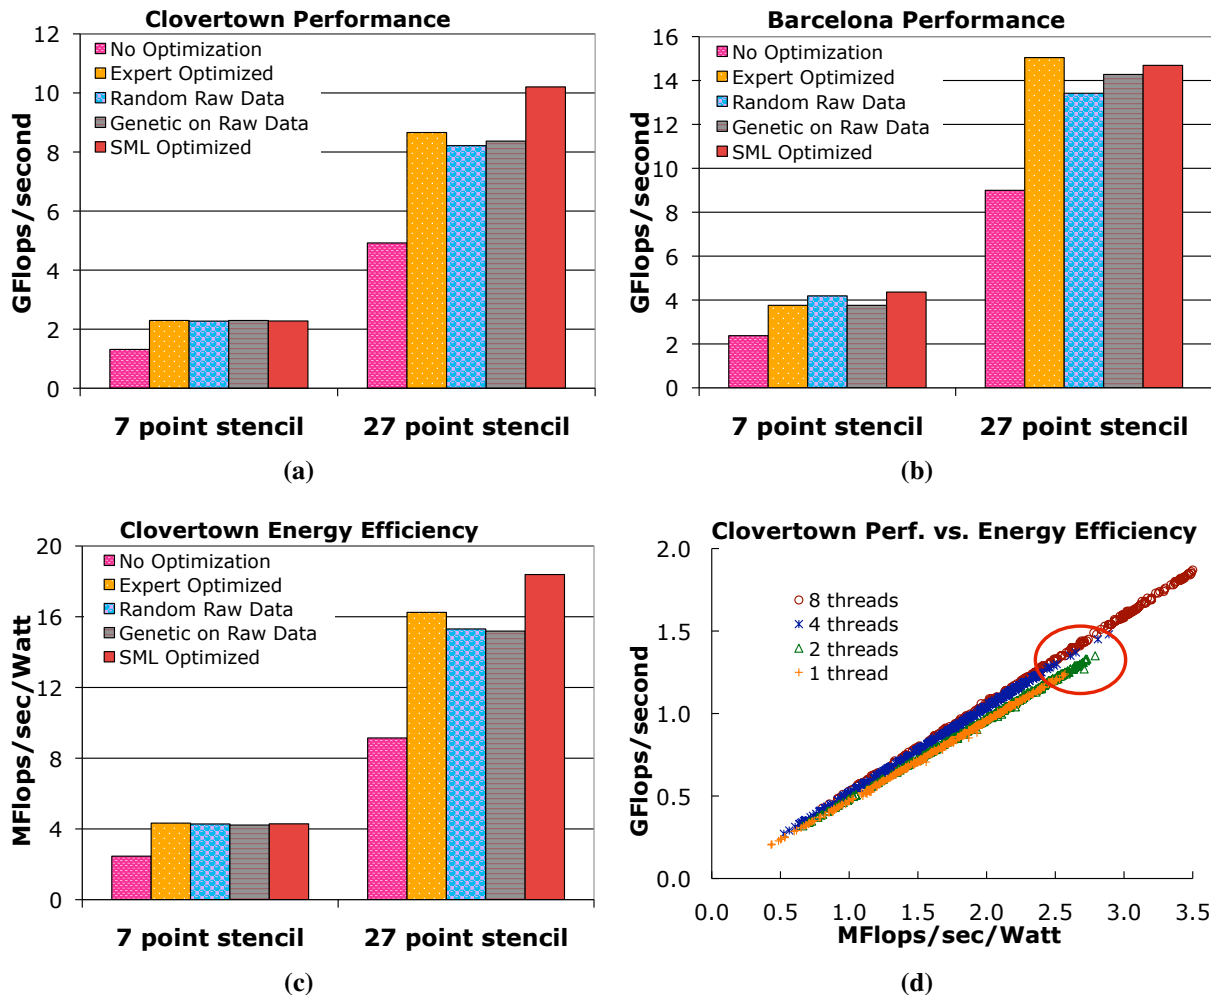 Clovertown Performance
GFlops/second
12
10
8
6
4
2
0
No Optimization
Expert Optimized
Random Raw Data
Genetic on Raw Data
SML Optimized
7 point stencil
27 point stencil
(a)
Barcelona Performance
GFlops/second
16
14
12
10
8
6
4
2
0
No Optimization
Expert Optimized
Random Raw Data
Genetic on Raw Data
SML Optimized
7 point stencil
27 point stencil
(b)
Clovertown Energy Efficiency
MFlops/sec/Watt
20
16
12
8
4
0
No Optimization
Expert Optimized
Random Raw Data
Genetic on Raw Data
SML Optimized
7 point stencil
27 point stencil
(c)
Clovertown Perf. vs. Energy Efficiency
GFlops/second
2.0
1.5
1.0
0.5
0.0
8 threads
4 threads
2 threads
1 thread
0.0 0.5 1.0 1.5 2.0 2.5 3.0 3.5
MFlops/sec/Watt
(d)